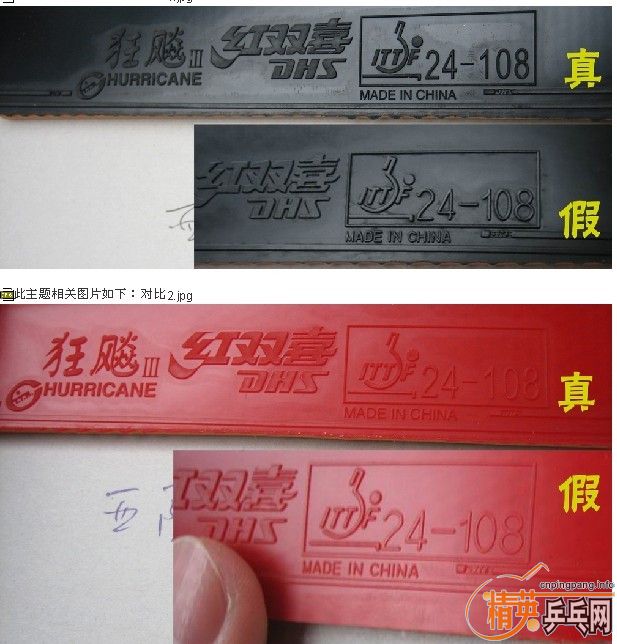 狂飚III 红双喜 ITTF 24-108 真
HURRICANE DHS MADE IN CHINA
红双喜 ITTF 24-108 假
DHS MADE IN CHINA
此主题相关图片如下：对比2.jpg
狂飚III 红双喜 ITTF 24-108 真
HURRICANE DHS MADE IN CHINA
双喜 ITTF 24-108 假
DHS MADE IN CHINA
cnpingpang.info
精英乒乓网